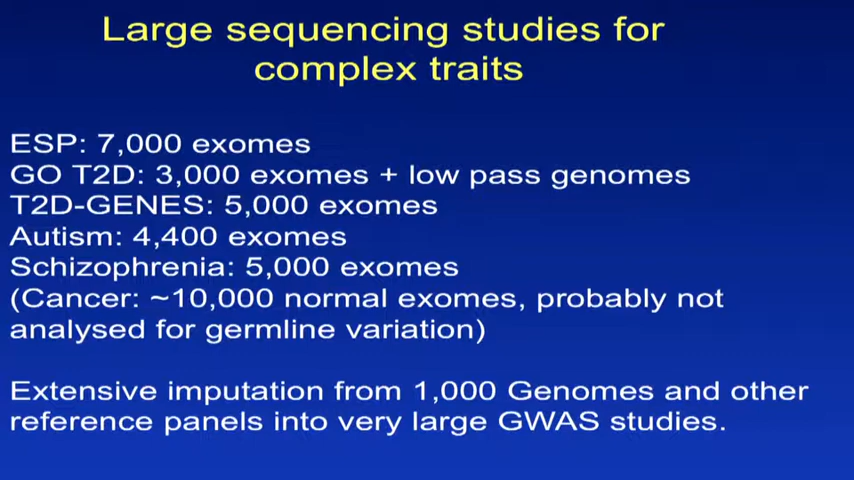 Large sequencing studies for
complex traits
ESP: 7,000 exomes
GO T2D: 3,000 exomes + low pass genomes
T2D-GENES: 5,000 exomes
Autism: 4,400 exomes
Schizophrenia: 5,000 exomes
(Cancer: ~10,000 normal exomes, probably not
analysed for germline variation)
Extensive imputation from 1,000 Genomes and other
reference panels into very large GWAS studies.